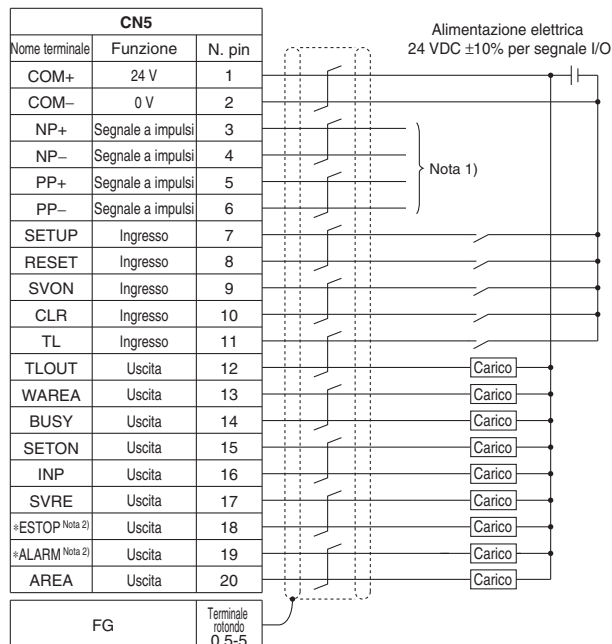 CN5
Alimentazione elettrica
24 VDC ±10% per segnale I/O
Nome terminale Funzione N. pin
COM+ 24 V 1
COM− 0 V 2
NP+ Segnale a impulsi 3
NP− Segnale a impulsi 4
Nota 1)
PP+ Segnale a impulsi 5
PP− Segnale a impulsi 6
SETUP Ingresso 7
RESET Ingresso 8
SVON Ingresso 9
CLR Ingresso 10
TL Ingresso 11
TLOUT Uscita 12 Carico
WAREA Uscita 13 Carico
BUSY Uscita 14 Carico
SETON Uscita 15 Carico
INP Uscita 16 Carico
SVRE Uscita 17 Carico
*ESTOP Nota 2) Uscita 18 Carico
*ALARM Nota 2) Uscita 19 Carico
AREA Uscita 20 Carico
FG Terminale
rotondo
0.5-5